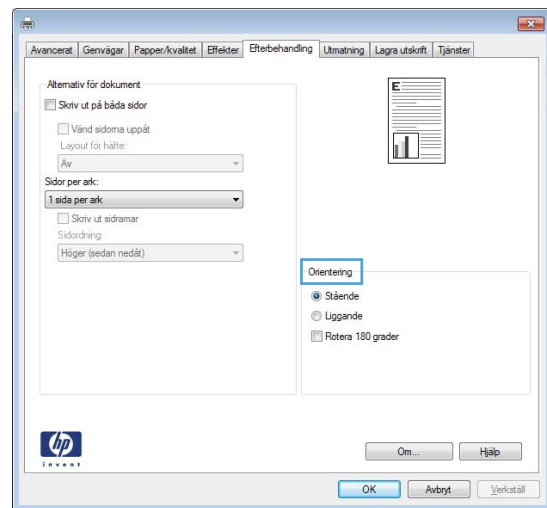 Avancerat Genvägar Papper/kvalitet Effekter Efterbehandling Utmatning Lagra utskrift Tjänster
Alternativ för dokument
Skriv ut på båda sidor
Vänd sidorna uppåt
Layout för häfte:
Av
Sidor per ark:
1 sida per ark
Skriv ut sidramar
Sidordning:
Höger (sedan nedåt)
E
Orientering
Stående
Liggande
Rotera 180 grader
hp
invent
Om... Hjälp
OK Avbryt Verkställ